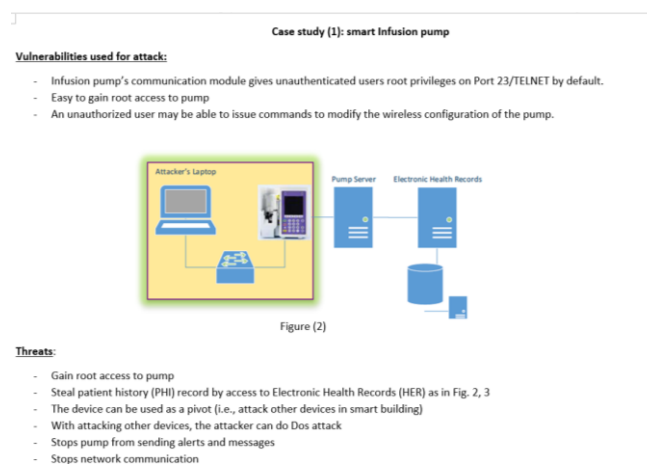 Case study (1): smart Infusion pump
Vulnerabilities used for attack:
- Infusion pump's communication module gives unauthenticated users root privileges on Port 23/TELNET by default.
- Easy to gain root access to pump
- An unauthorized user may be able to issue commands to modify the wireless configuration of the pump.
Attacker's Laptop
Pump Server
Electronic Health Records
Figure (2)
Threats:
- Gain root access to pump
- Steal patient history (PHI) record by access to Electronic Health Records (HER) as in Fig. 2, 3
- The device can be used as a pivot (i.e., attack other devices in smart building)
- With attacking other devices, the attacker can do Dos attack
- Stops pump from sending alerts and messages
- Stops network communication